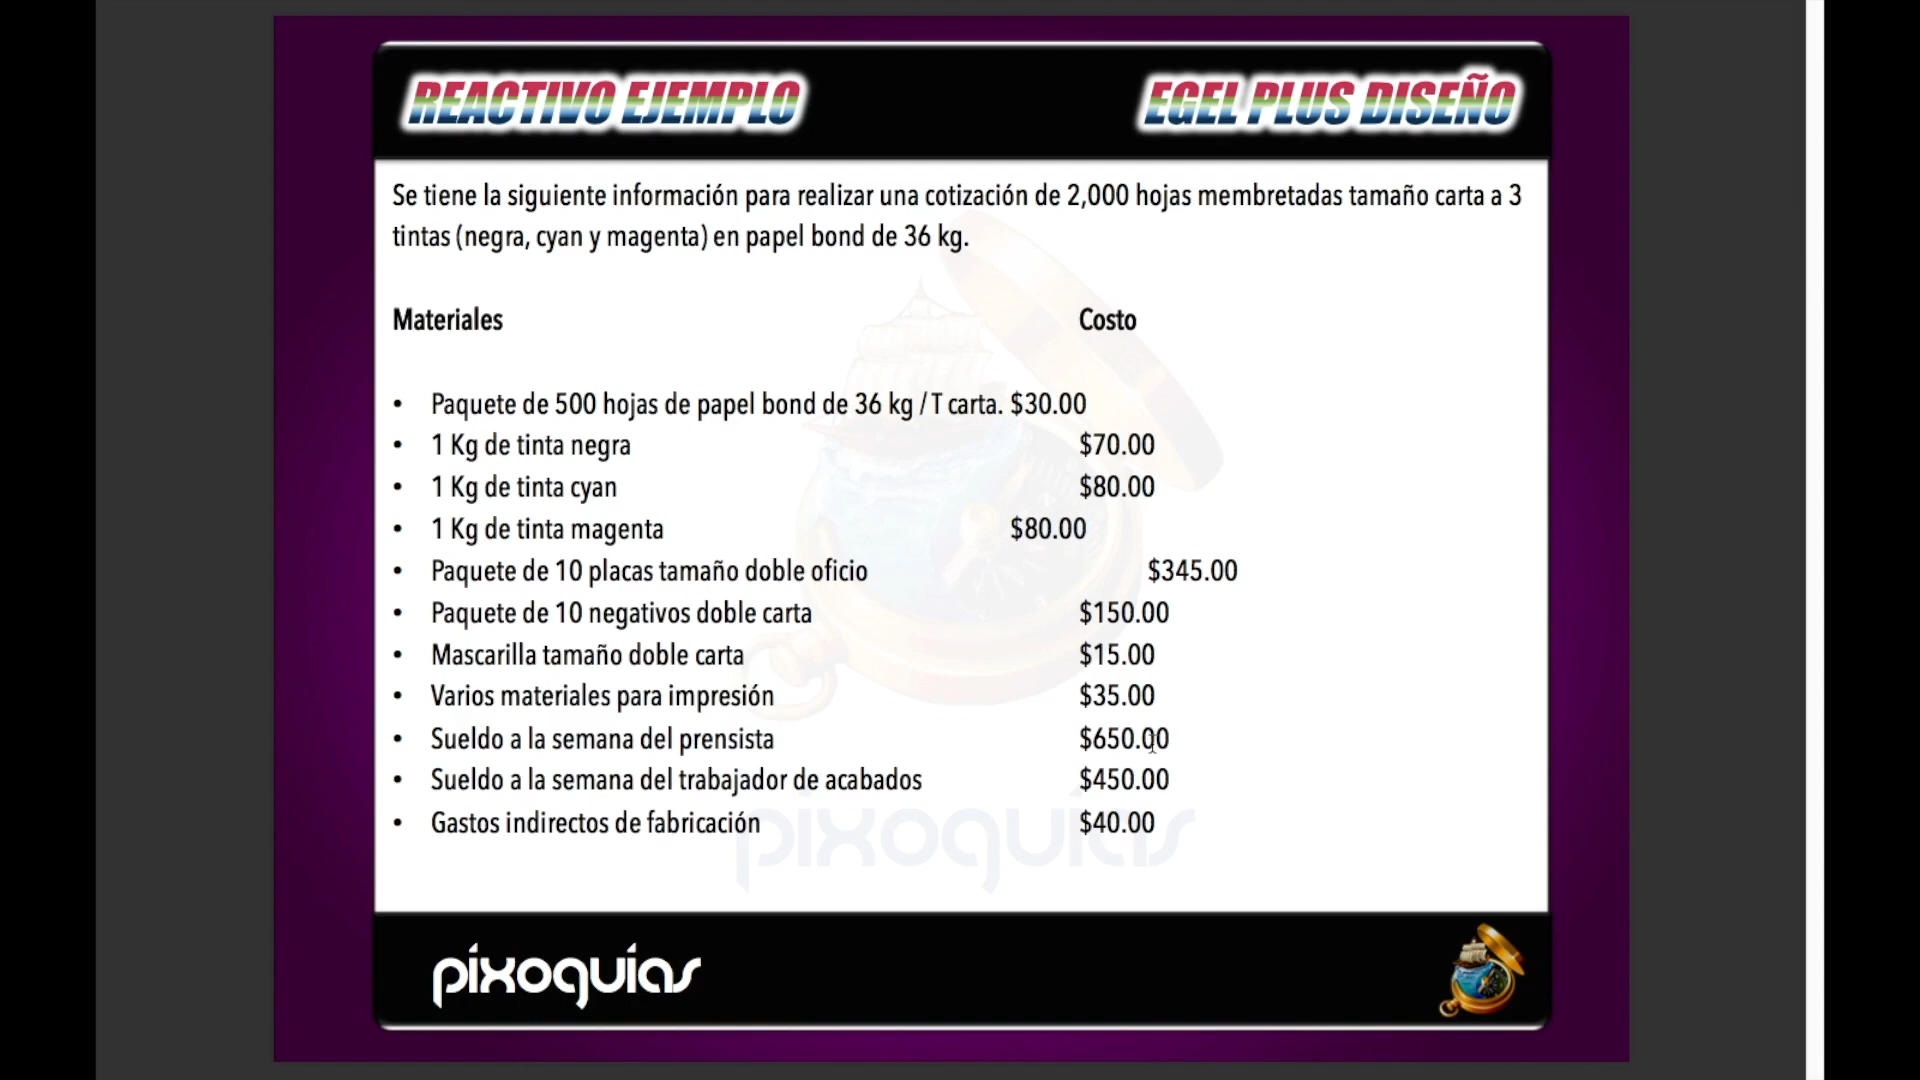 REACTIVO EJEMPLO
EGEL PLUS DISEÑO
Se tiene la siguiente información para realizar una cotización de 2,000 hojas membretadas tamaño carta a 3
tintas (negra, cyan y magenta) en papel bond de 36 kg.
Materiales Costo
• Paquete de 500 hojas de papel bond de 36 kg / T carta. $30.00
• 1 Kg de tinta negra $70.00
• 1 Kg de tinta cyan $80.00
• 1 Kg de tinta magenta $80.00
• Paquete de 10 placas tamaño doble oficio $345.00
• Paquete de 10 negativos doble carta $150.00
• Mascarilla tamaño doble carta $15.00
• Varios materiales para impresión $35.00
• Sueldo a la semana del prensista $650.00
• Sueldo a la semana del trabajador de acabados $450.00
• Gastos indirectos de fabricación $40.00
pixoguías
pixoguías